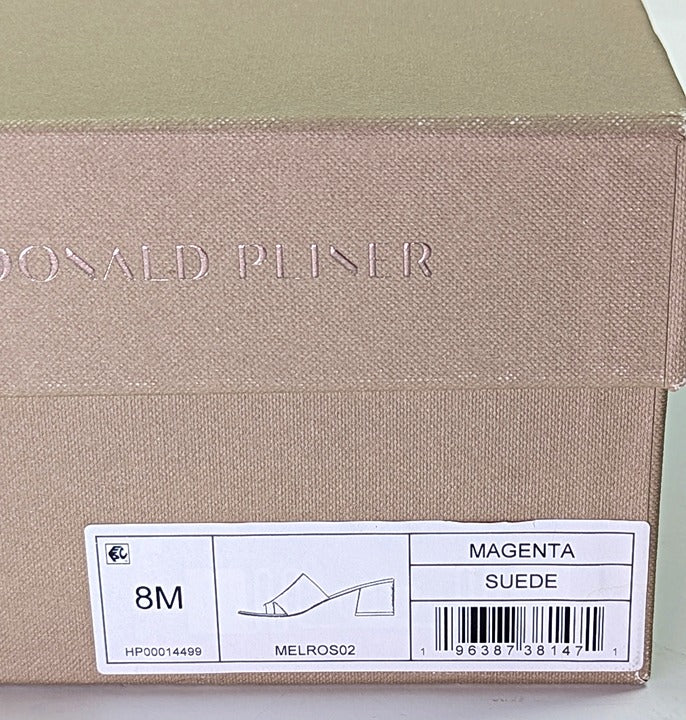 DONALD PLINER
8M
HP00014499
MELROS02
MAGENTA
SUEDE
1 96387 38147 1